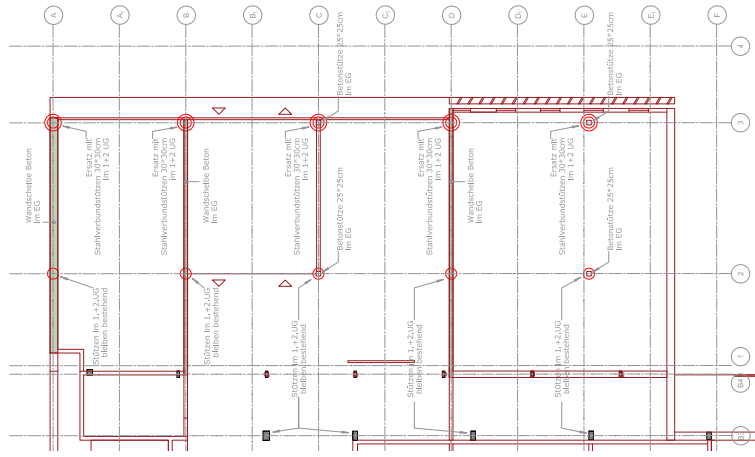 A
A₁
B
B₁
C
C₁
D
D₁
E
E₁
F
4
3
2
1
B4
Betonstütze 25*25cm
Im EG
Betonstütze 25*25cm
Im EG
Ersatz mit
Stahlverbundstützen 30*30cm
im 1+2 UG
Ersatz mit
Stahlverbundstützen 30*30cm
im 1+2 UG
Ersatz mit
Stahlverbundstützen 30*30cm
im 1+2 UG
Ersatz mit
Stahlverbundstützen 30*30cm
im 1+2 UG
Ersatz mit
Stahlverbundstützen 30*30cm
im 1+2 UG
Wandscheibe Beton
Im EG
Wandscheibe Beton
Im EG
Wandscheibe Beton
Im EG
Betonstütze 25*25cm
Im EG
Betonstütze 25*25cm
Im EG
Stützen Im 1.+2.UG
bleiben bestehend
Stützen Im 1.+2.UG
bleiben bestehend
Stützen Im 1.+2.UG
bleiben bestehend
Stützen Im 1.+2.UG
bleiben bestehend
Stützen Im 1.+2.UG
bleiben bestehend